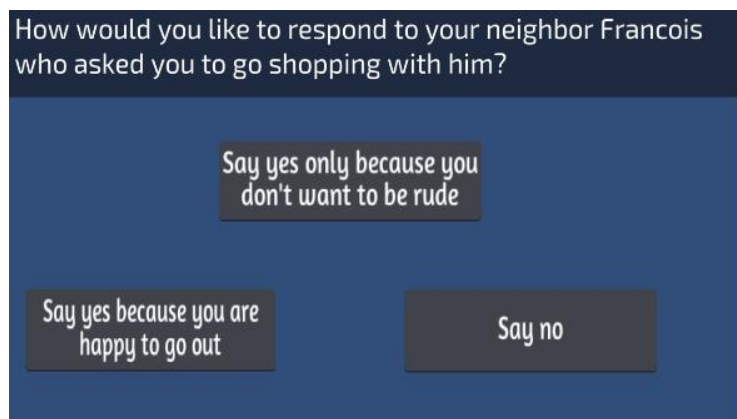 How would you like to respond to your neighbor Francois
who asked you to go shopping with him?
Say yes only because you
don't want to be rude
Say yes because you are
happy to go out
Say no